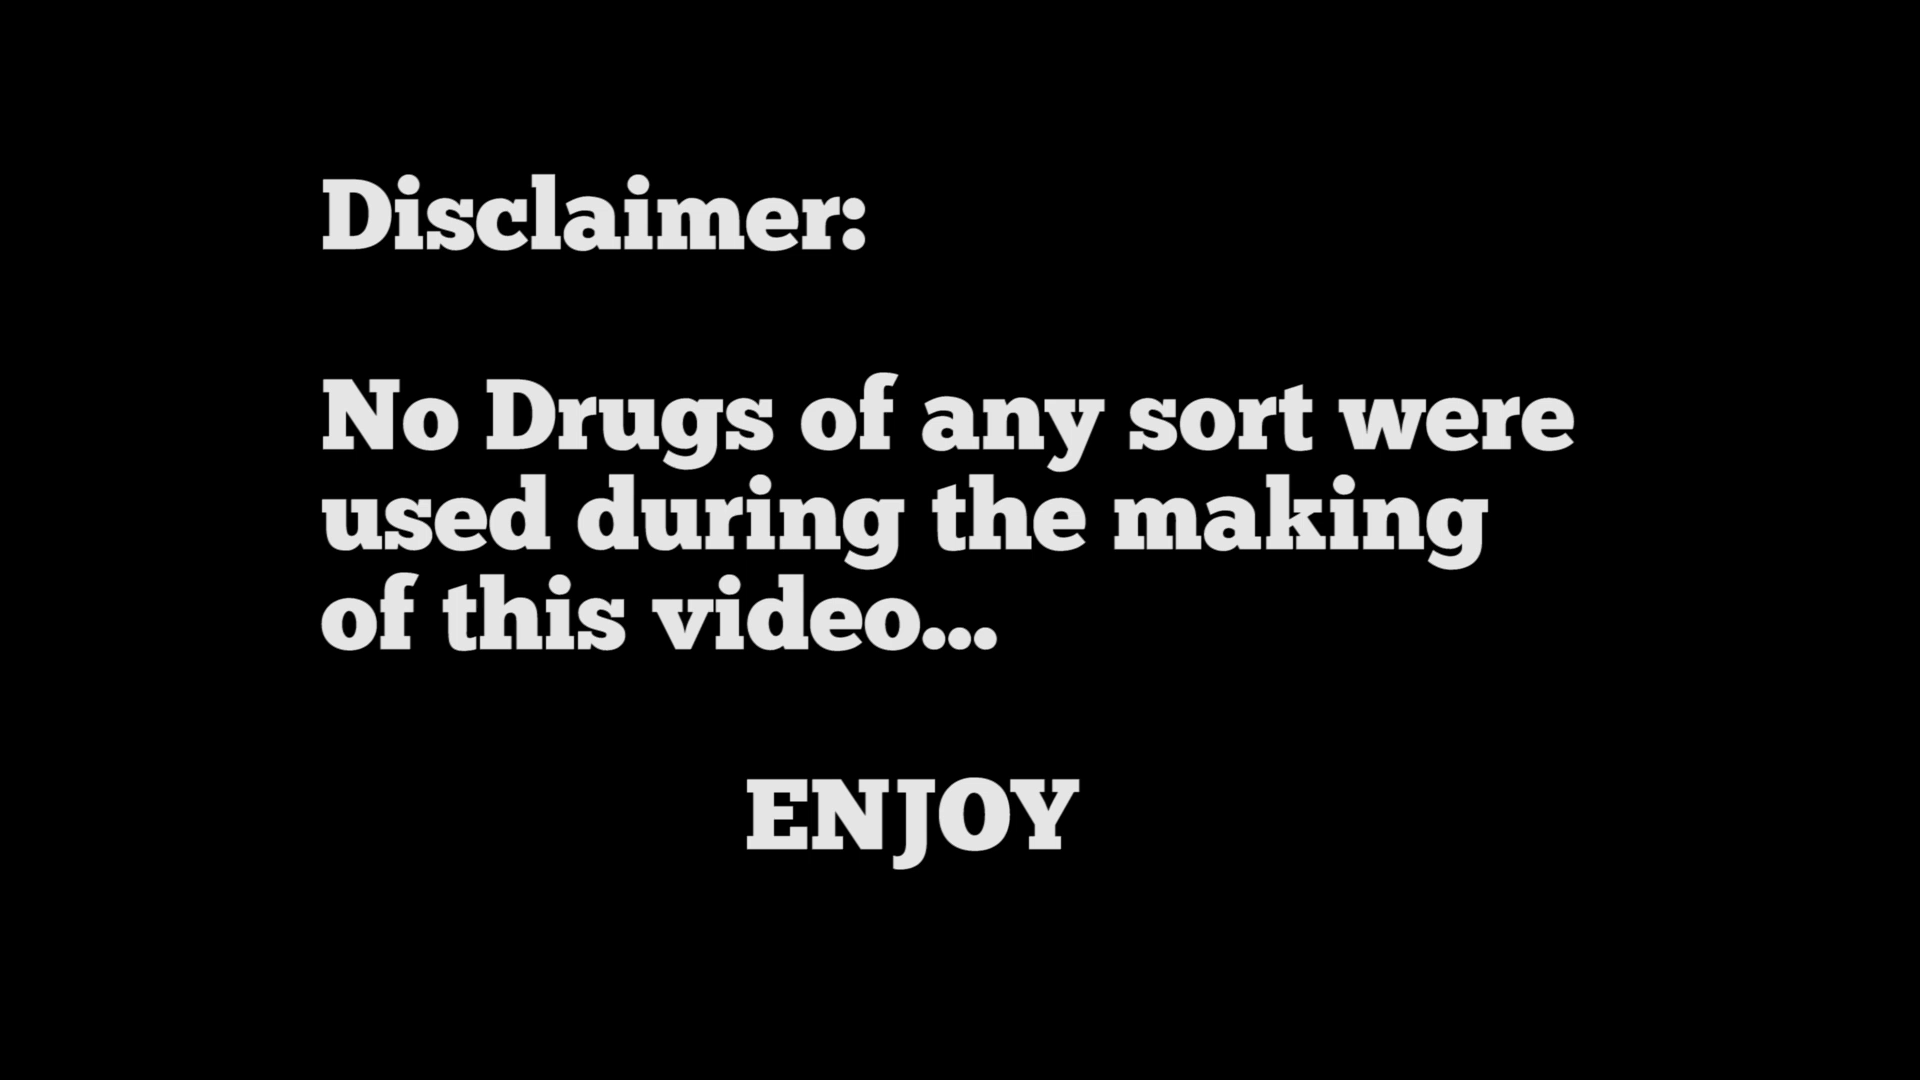 Disclaimer:
No Drugs of any sort were
used during the making
of this video...
ENJOY